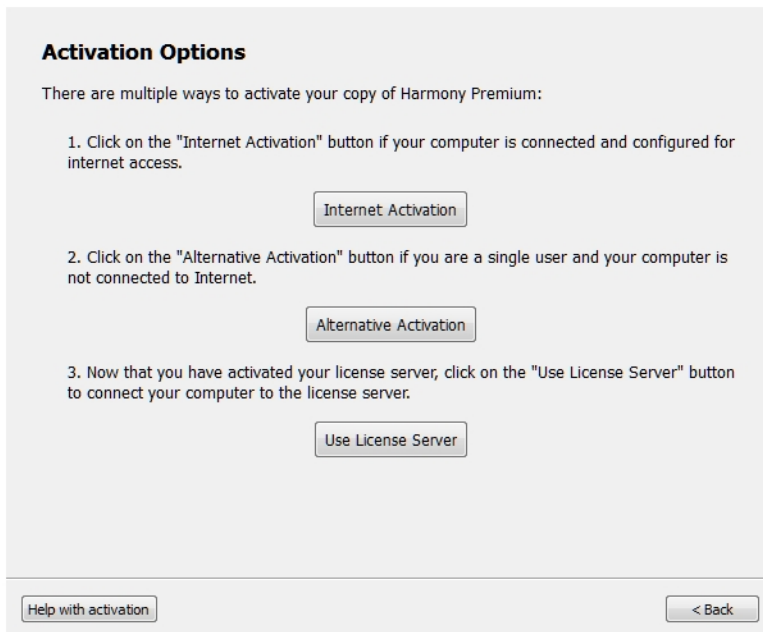 Activation Options
There are multiple ways to activate your copy of Harmony Premium:
1. Click on the "Internet Activation" button if your computer is connected and configured for
internet access.
Internet Activation
2. Click on the "Alternative Activation" button if you are a single user and your computer is
not connected to Internet.
Alternative Activation
3. Now that you have activated your license server, click on the "Use License Server" button
to connect your computer to the license server.
Use License Server
Help with activation
< Back